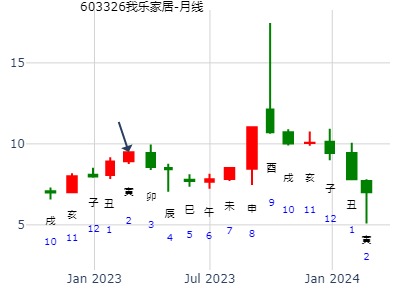 603326我乐家居-月线
15
10
5
戌 亥 子 丑 寅 卯 辰 巳 午 未 申 酉 戌 亥 子 丑 寅
10 11 12 1 2 3 4 5 6 7 8 9 10 11 12 1 2
Jan 2023 Jul 2023 Jan 2024